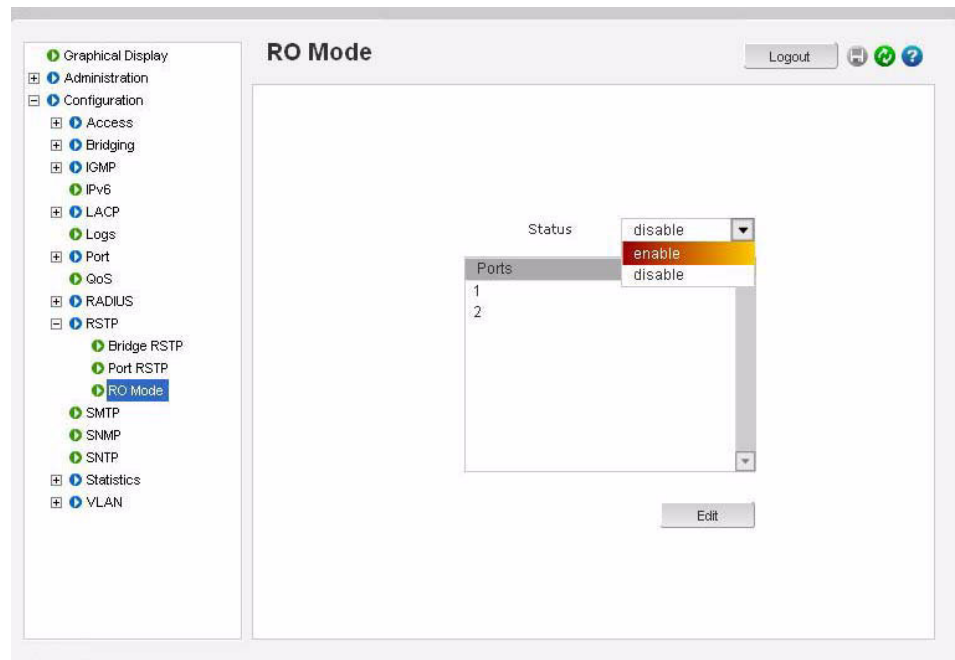 RO Mode
Logout
Graphical Display
Administration
Configuration
Access
Bridging
IGMP
IPv6
LACP
Logs
Port
QoS
RADIUS
RSTP
Bridge RSTP
Port RSTP
RO Mode
SMTP
SNMP
SNTP
Statistics
VLAN
Status disable
enable
disable
Ports
1
2
Edit